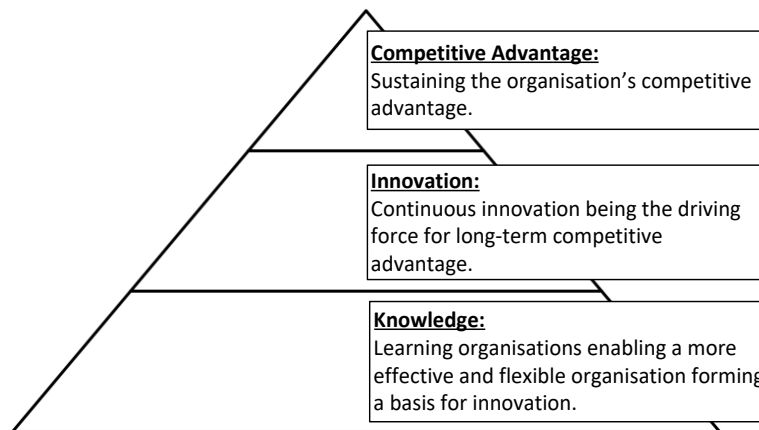 Competitive Advantage:
Sustaining the organisation’s competitive
advantage.
Innovation:
Continuous innovation being the driving
force for long-term competitive
advantage.
Knowledge:
Learning organisations enabling a more
effective and flexible organisation forming
a basis for innovation.